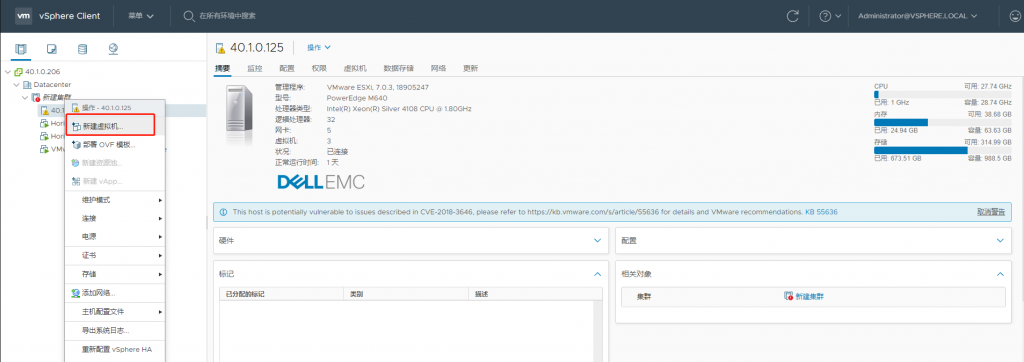 vm vSphere Client 菜单 在所有环境中搜索 Administrator@VSPHERE.LOCAL
40.1.0.206
Datacenter
新建集群
40.1
Hori
Hori
VMw
操作 - 40.1.0.125
新建虚拟机...
部署 OVF 模板...
新建资源池...
新建 vApp...
维护模式
连接
电源
证书
存储
添加网络...
主机配置文件
导出系统日志...
重新配置 vSphere HA
40.1.0.125 操作
摘要 监控 配置 权限 虚拟机 数据存储 网络 更新
管理程序: VMware ESXi, 7.0.3, 18905247
型号: PowerEdge M640
处理器类型: Intel(R) Xeon(R) Silver 4108 CPU @ 1.80GHz
逻辑处理器: 32
网卡: 5
虚拟机: 3
状况: 已连接
正常运行时间: 1 天
DELLEMC
CPU 可用: 27.74 GHz
已用: 1 GHz 容量: 28.74 GHz
内存 可用: 38.68 GB
已用: 24.94 GB 容量: 63.63 GB
存储 可用: 314.99 GB
已用: 673.51 GB 容量: 988.5 GB
This host is potentially vulnerable to issues described in CVE-2018-3646, please refer to https://kb.vmware.com/s/article/55636 for details and VMware recommendations. KB 55636 取消警告
硬件
配置
标记
已分配的标记 类别 描述
相关对象
集群 新建集群